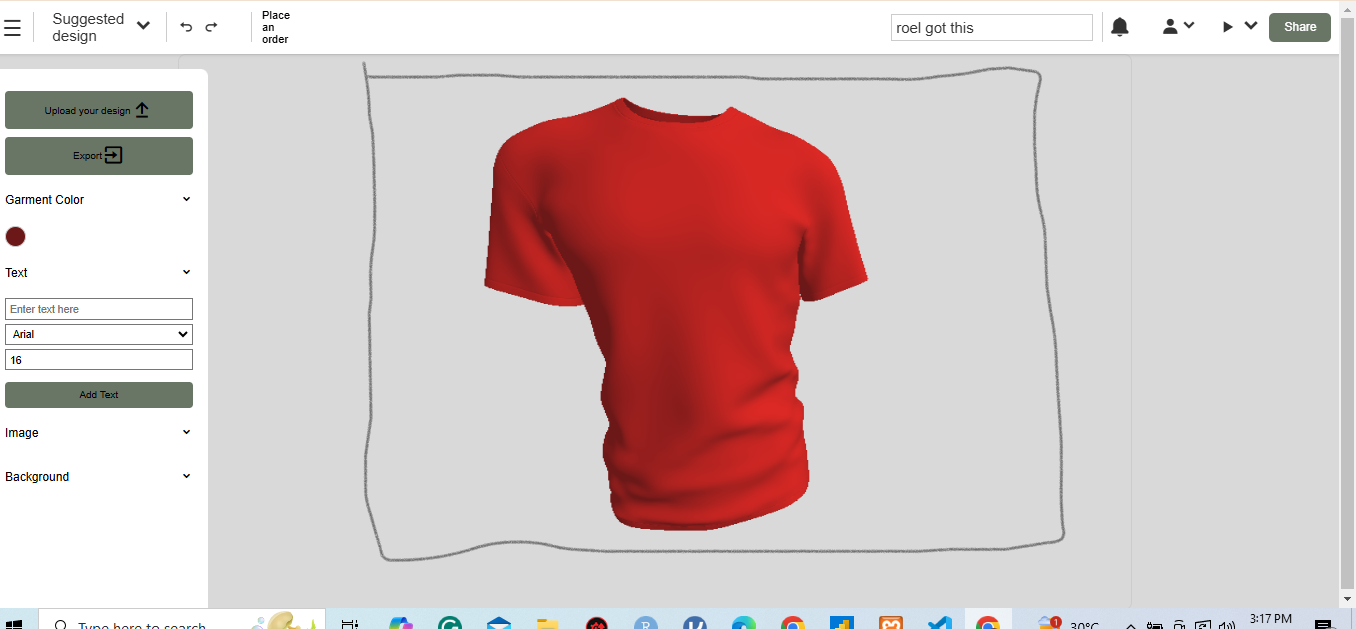 Suggested
design
Place
an
order
roel got this
Share
Upload your design
Export
Garment Color
Text
Enter text here
Arial
16
Add Text
Image
Background
Type here to search
R
1
30°C
3:17 PM